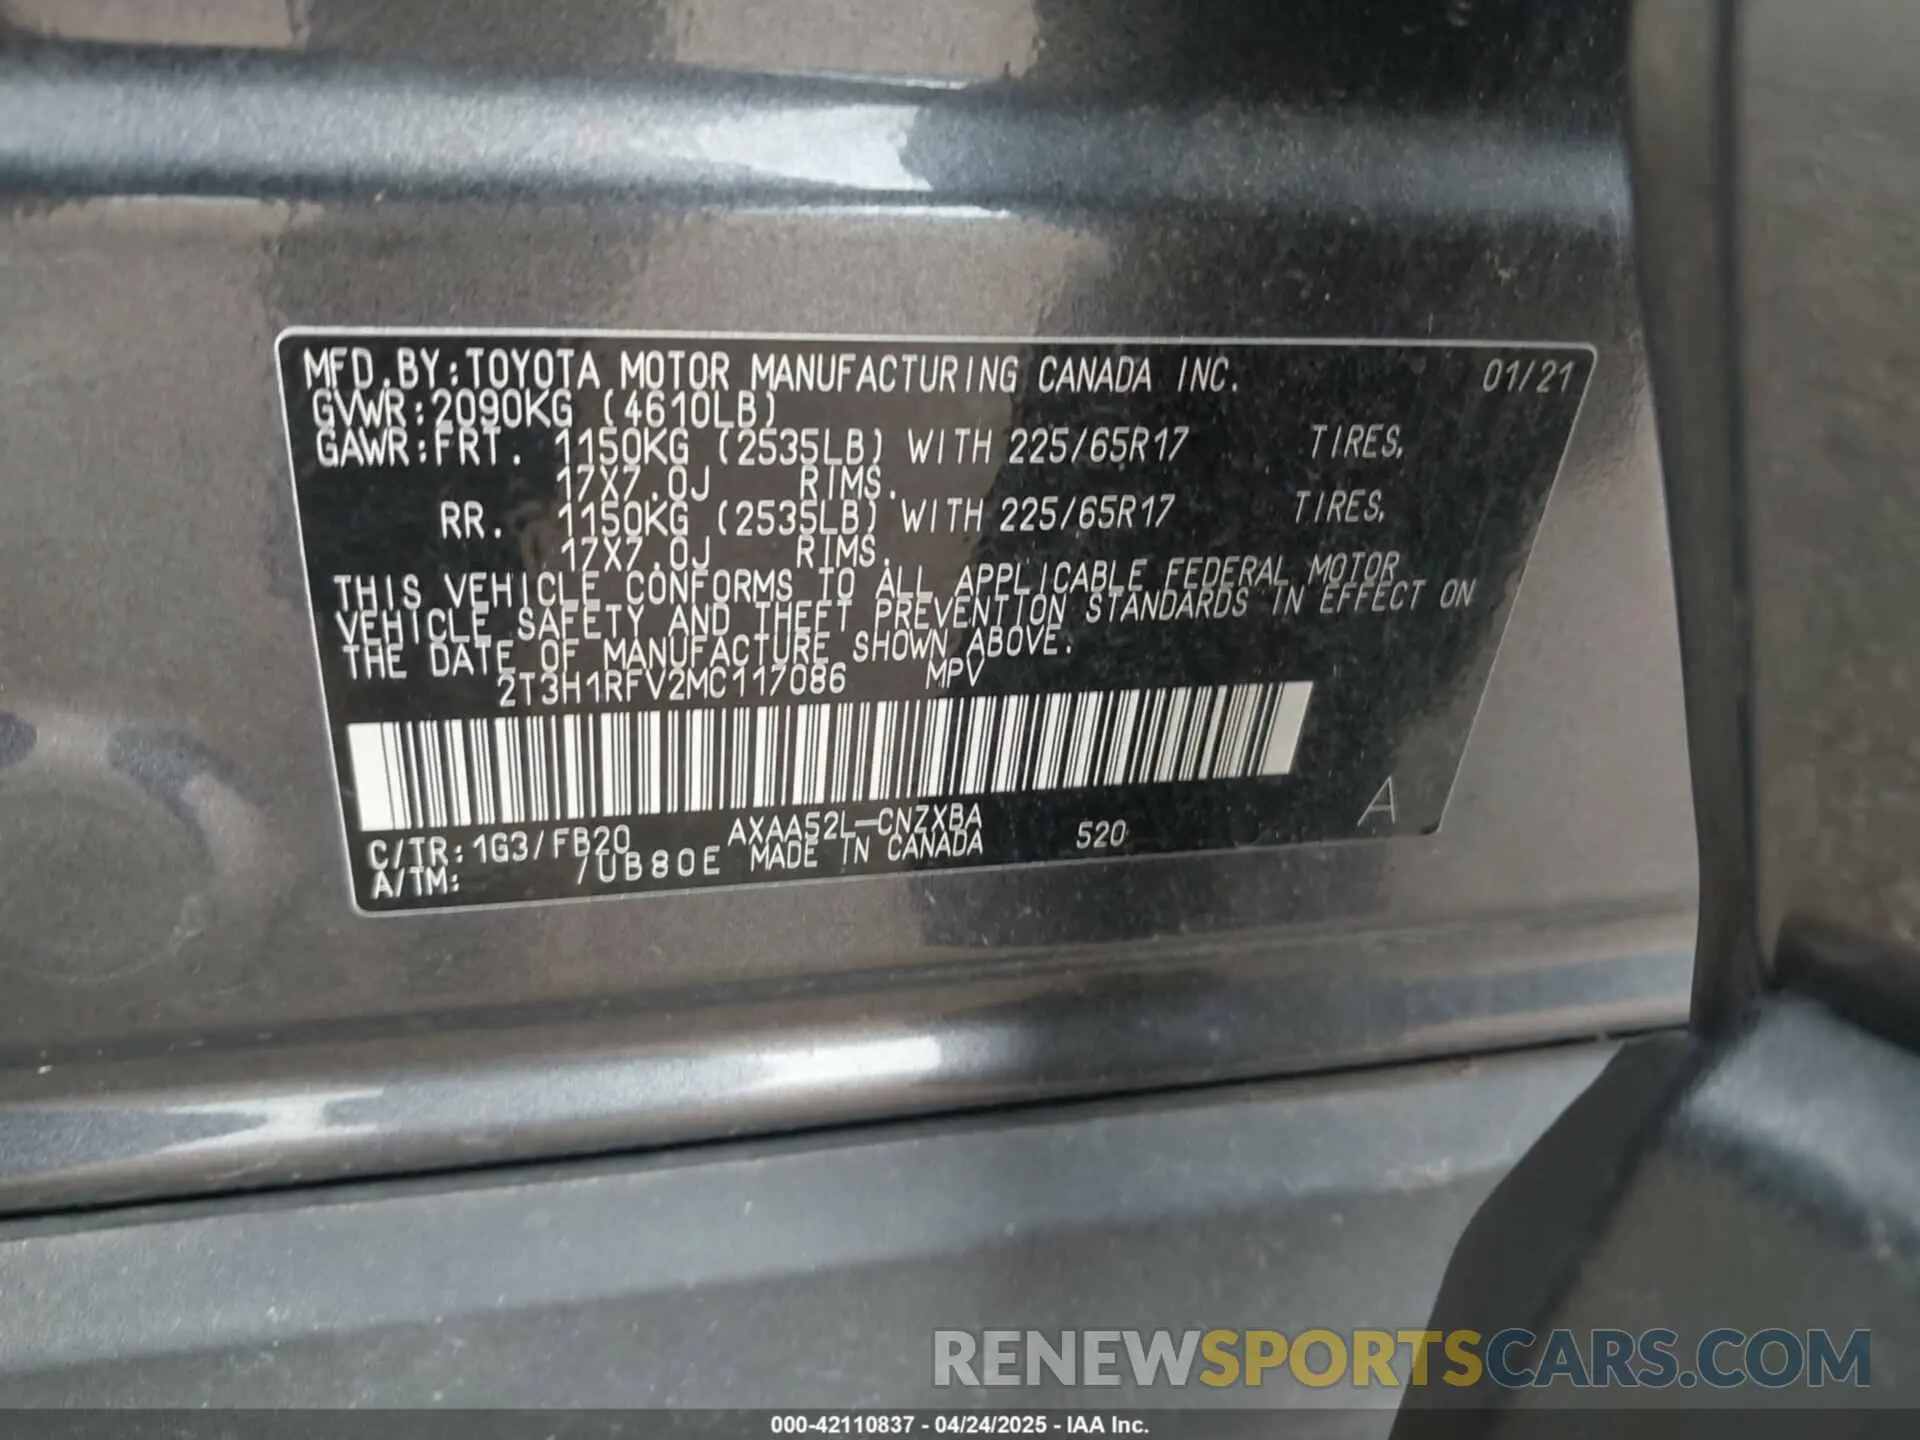 MFD.BY:TOYOTA MOTOR MANUFACTURING CANADA INC. 01/21
GVWR:2090KG (4610LB)
GAWR:FRT. 1150KG (2535LB) WITH 225/65R17 TIRES,
17X7.0J RIMS.
RR. 1150KG (2535LB) WITH 225/65R17 TIRES,
17X7.0J RIMS.
THIS VEHICLE CONFORMS TO ALL APPLICABLE FEDERAL MOTOR
VEHICLE SAFETY AND THEFT PREVENTION STANDARDS IN EFFECT ON
THE DATE OF MANUFACTURE SHOWN ABOVE.
2T3H1RFV2MC117086 MPV
C/TR:1G3/FB20 AXAA52L-CNZXBA 520 A
A/TM: /UB80E MADE IN CANADA
RENEWSPORTSCARS.COM
000-42110837 - 04/24/2025 - IAA Inc.